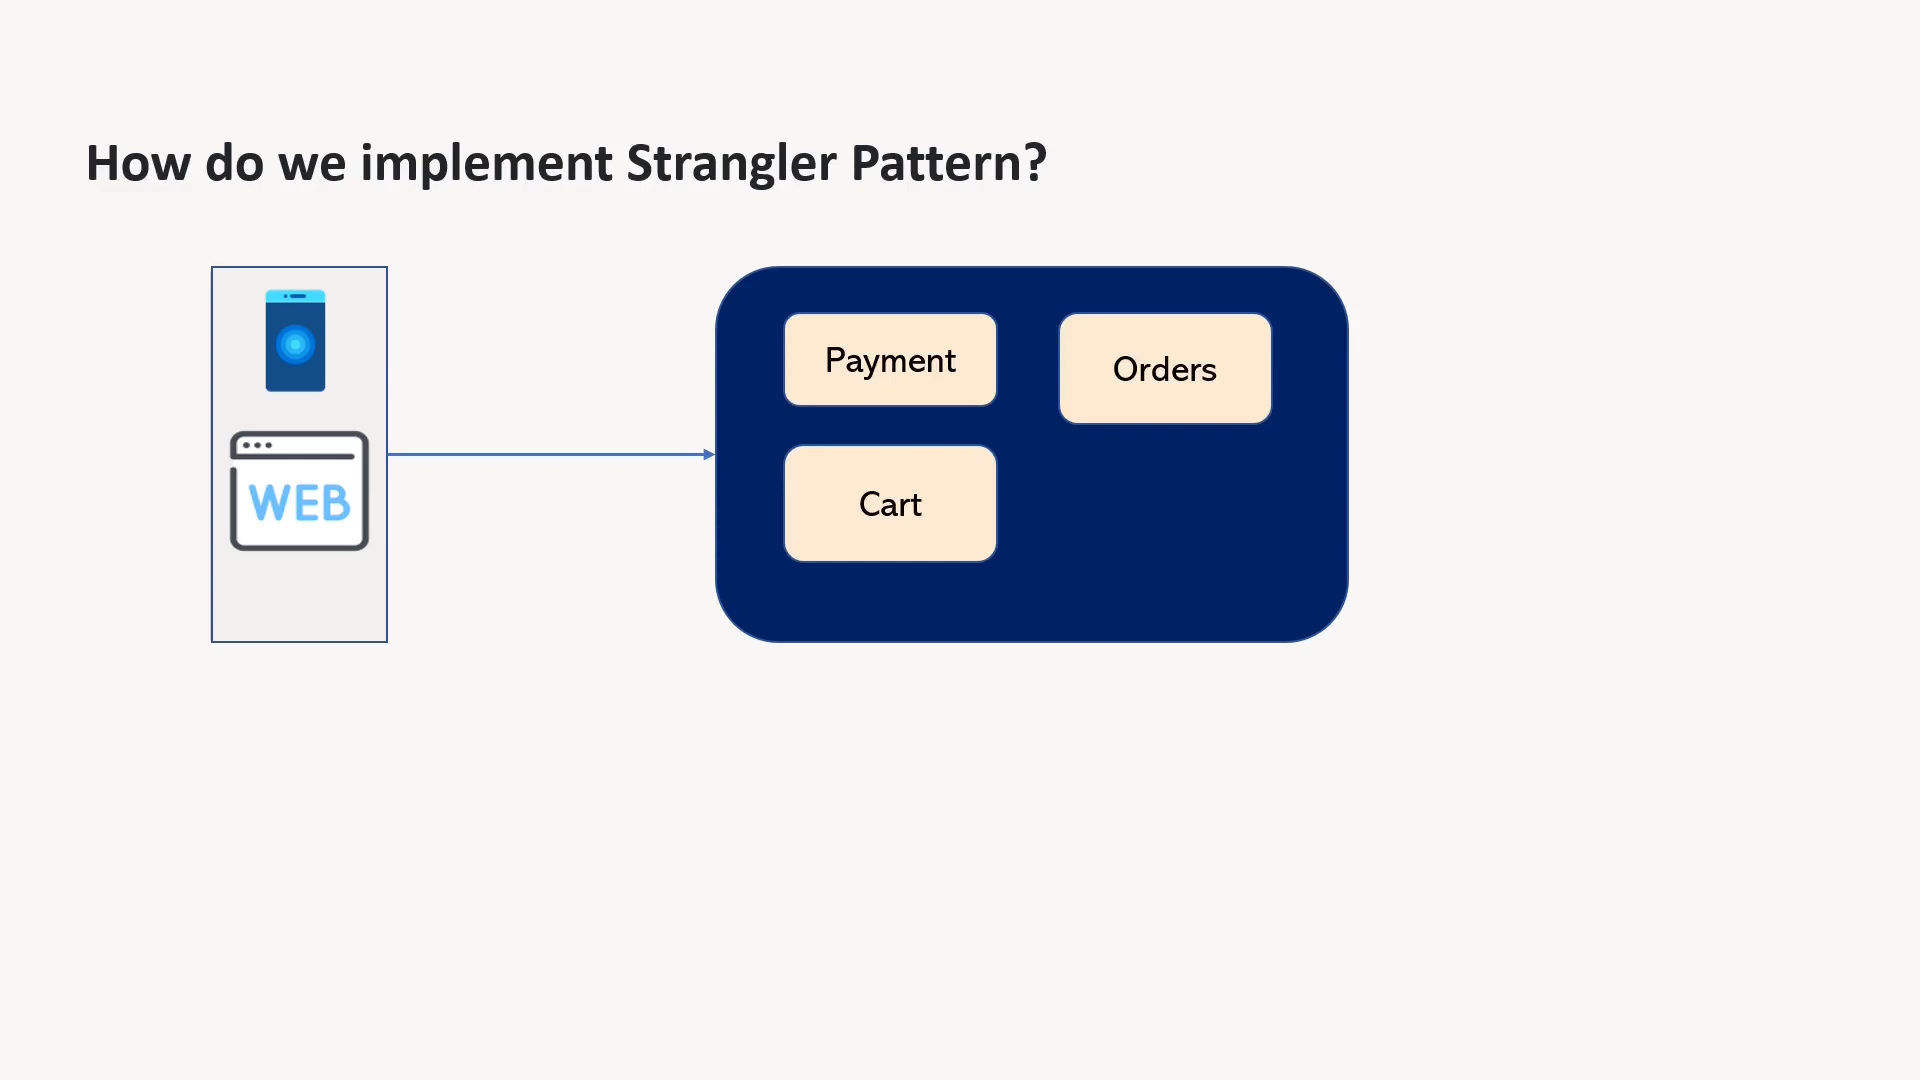 How do we implement Strangler Pattern?
Payment
Orders
WEB
Cart